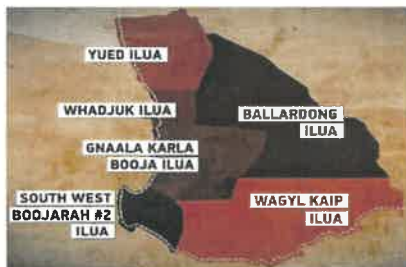 YUED ILUA
WHADJUK ILUA
BALLARDONG
ILUA
GNAALA KARLA
BOOJA ILUA
SOUTH WEST
BOOJARAH #2
ILUA
WAGYL KAIP
ILUA